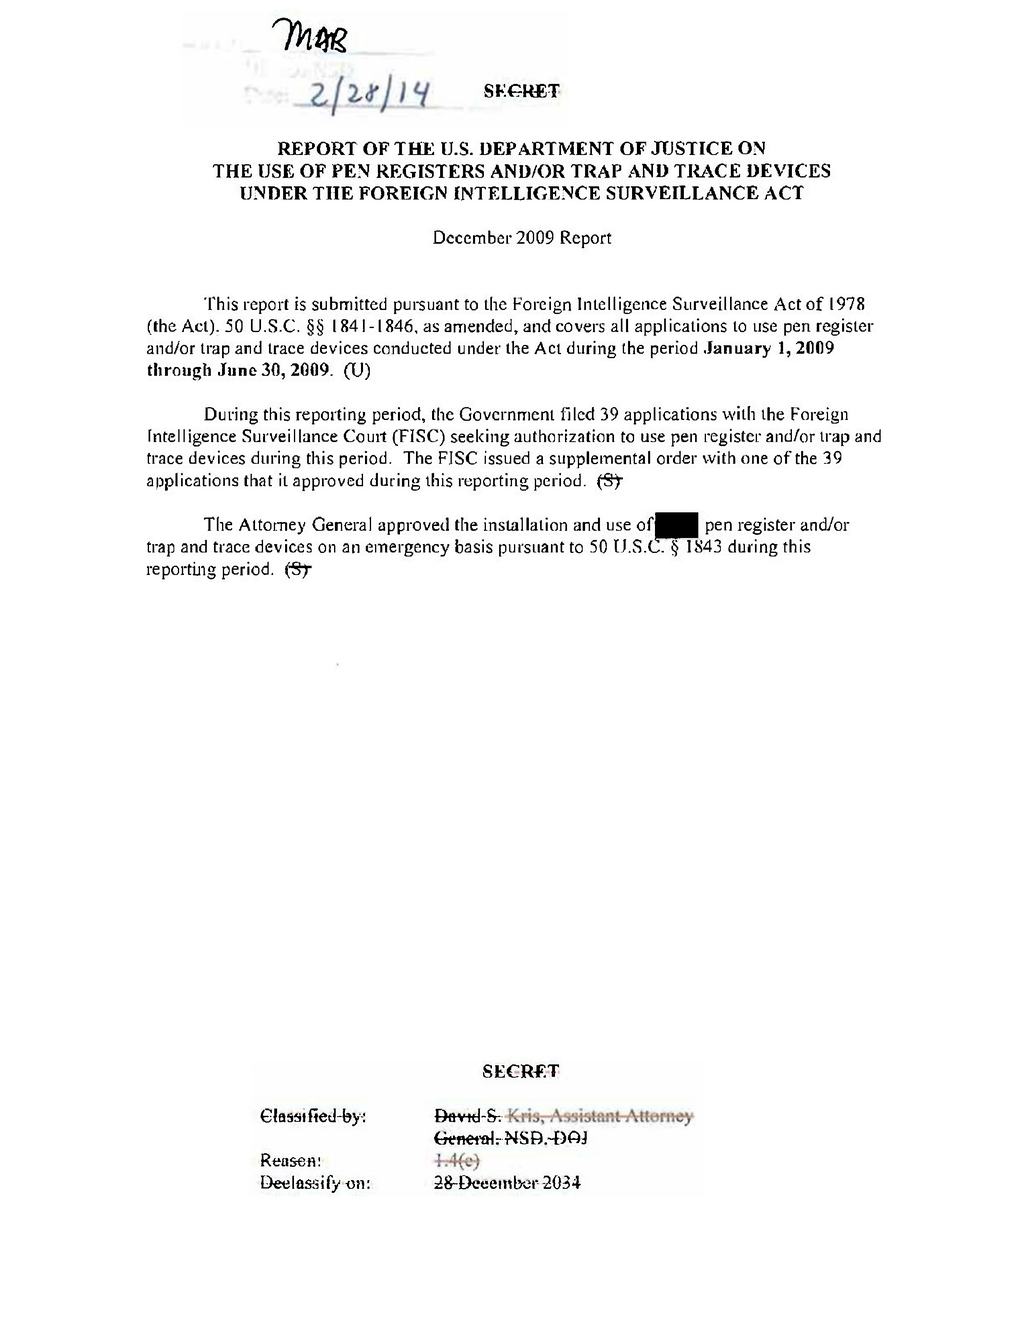 MAR
2/28/14
SECRET
REPORT OF THE U.S. DEPARTMENT OF JUSTICE ON
THE USE OF PEN REGISTERS AND/OR TRAP AND TRACE DEVICES
UNDER THE FOREIGN INTELLIGENCE SURVEILLANCE ACT
December 2009 Report
This report is submitted pursuant to the Foreign Intelligence Surveillance Act of 1978
(the Act). 50 U.S.C. §§ 1841-1846, as amended, and covers all applications to use pen register
and/or trap and trace devices conducted under the Act during the period January 1, 2009
through June 30, 2009. (U)
During this reporting period, the Government filed 39 applications with the Foreign
Intelligence Surveillance Court (FISC) seeking authorization to use pen register and/or trap and
trace devices during this period. The FISC issued a supplemental order with one of the 39
applications that it approved during this reporting period. (S)
The Attorney General approved the installation and use of pen register and/or
trap and trace devices on an emergency basis pursuant to 50 U.S.C. § 1843 during this
reporting period. (S)
SECRET
Classified by: David S. Kris, Assistant Attorney
General, NSD, DOJ
Reason: 1.4(c)
Declassify on: 28 December 2034